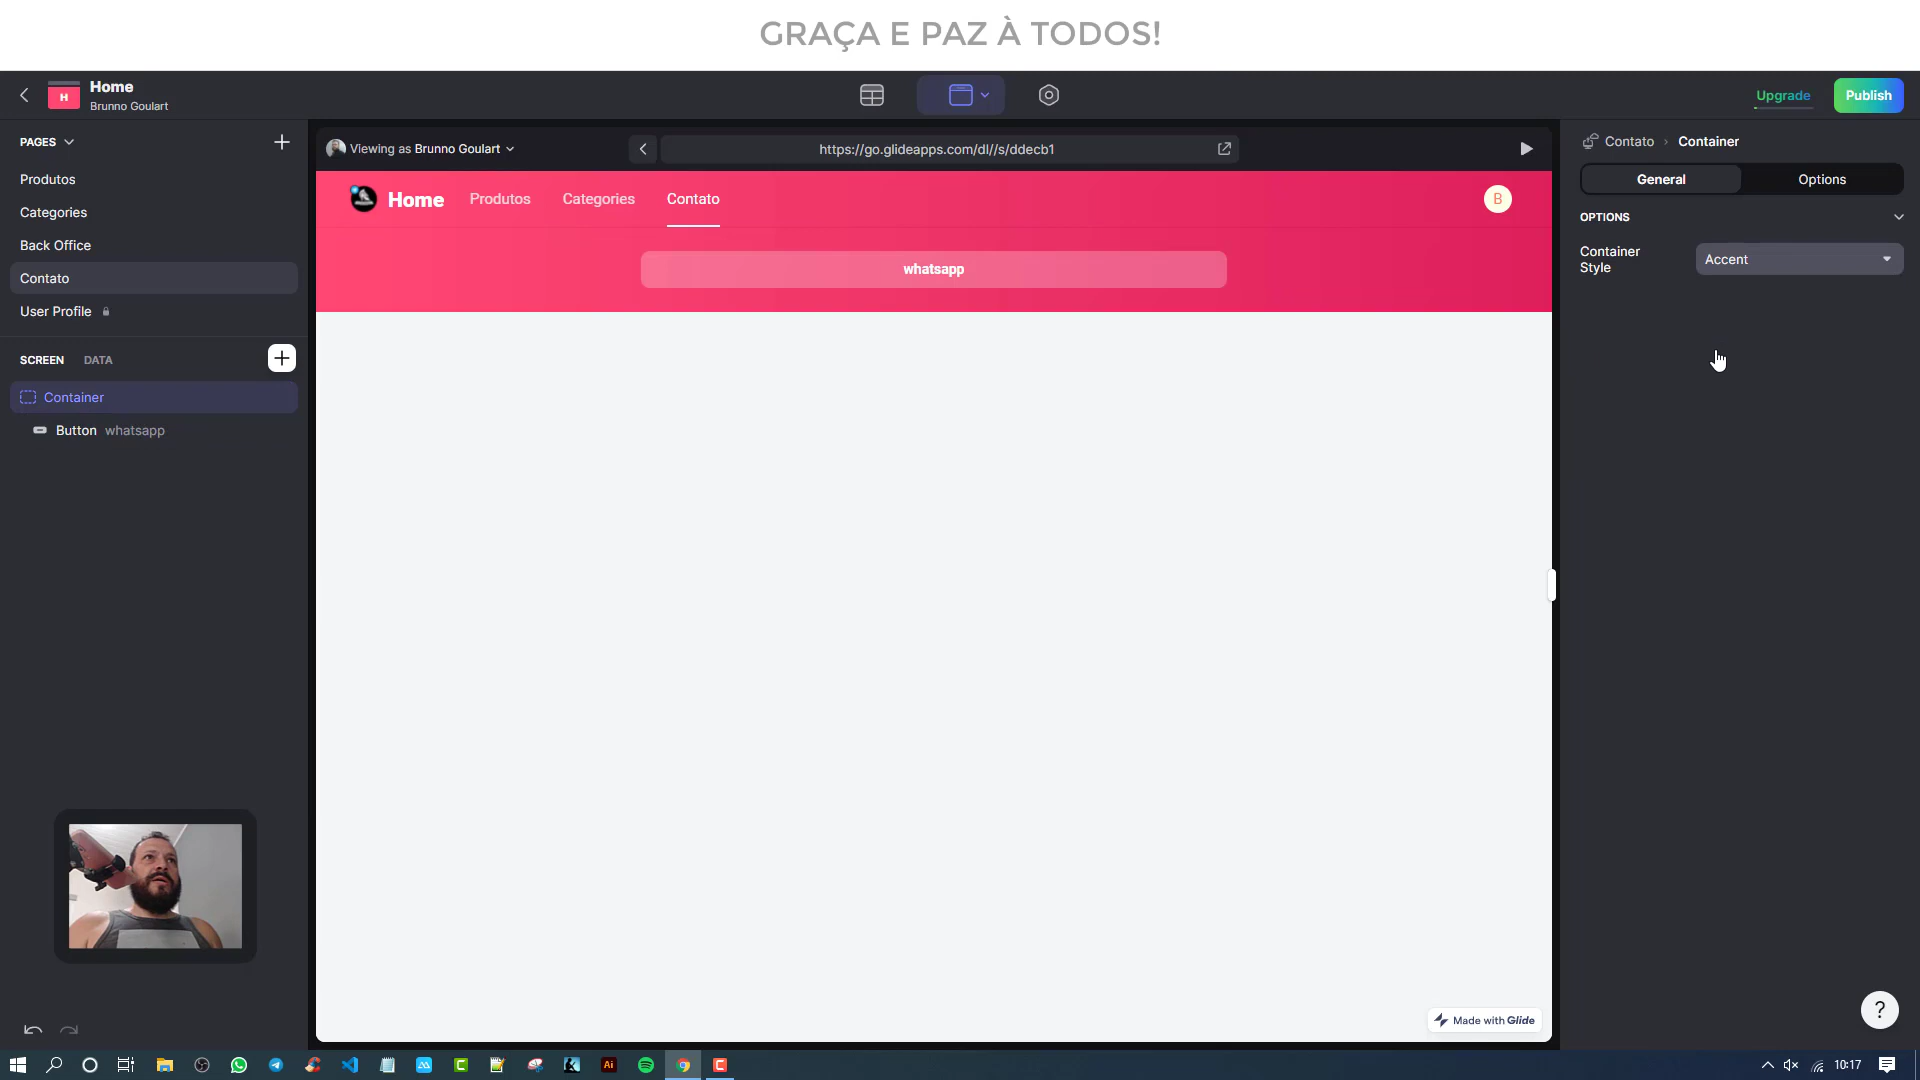 GRAÇA E PAZ À TODOS!
H
Home
Brunno Goulart
Upgrade
Publish
PAGES
Produtos
Categories
Back Office
Contato
User Profile
SCREEN DATA
Container
Button whatsapp
Viewing as Brunno Goulart
https://go.glideapps.com/dl//s/ddecb1
Home Produtos Categories Contato
B
whatsapp
Made with Glide
Contato › Container
General Options
OPTIONS
Container
Style
Accent
?
Ai
10:17